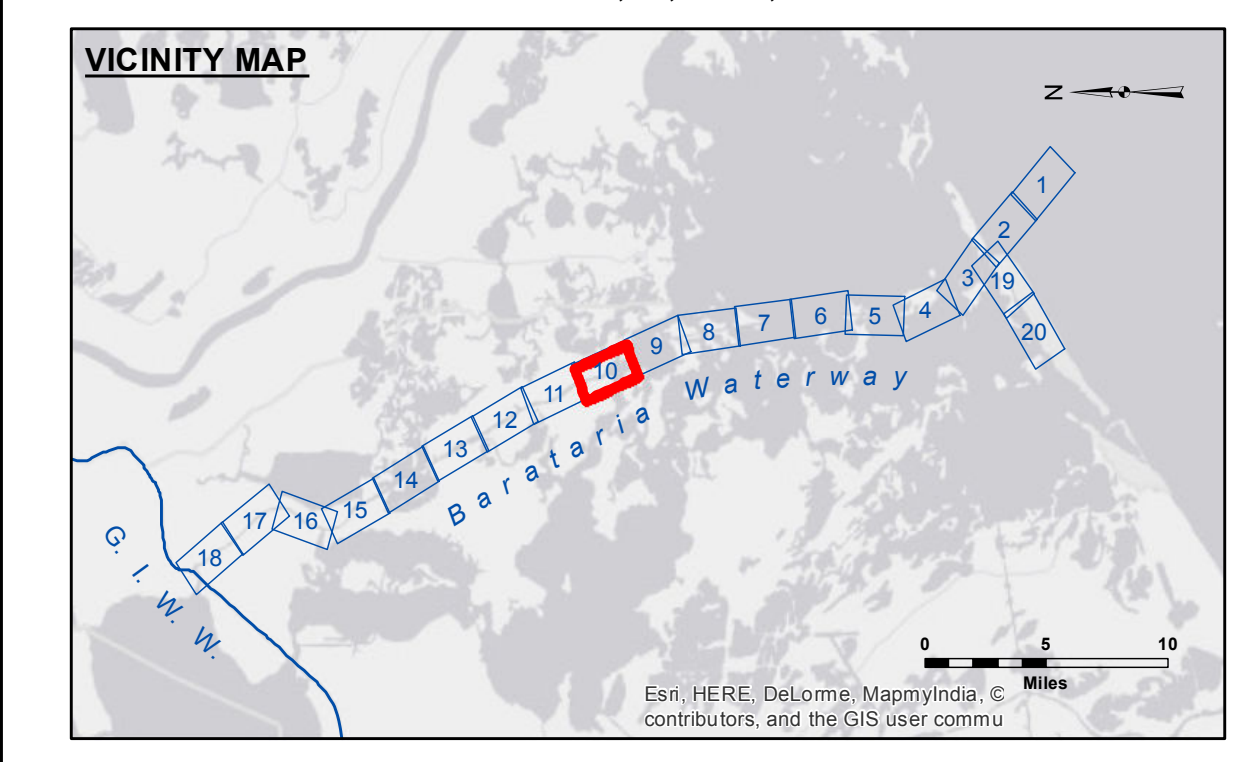 VICINITY MAP
N
1
2
3
19
4
5
6
7
8
20
9
10
11
12
13
14
15
16
17
18
Barataria Waterway
G. I. W. W.
0 5 10
Miles
Esri, HERE, DeLorme, MapmyIndia, ©
contributors, and the GIS user commu